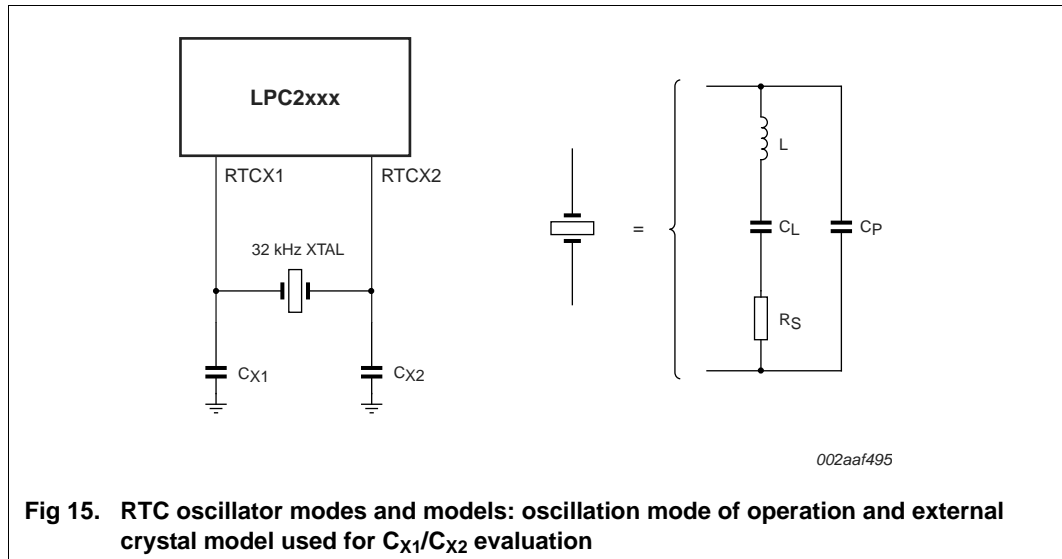 LPC2xxx
RTCX1 RTCX2
32 kHz XTAL
CX1 CX2
=
L
CL CP
RS
002aaf495
Fig 15. RTC oscillator modes and models: oscillation mode of operation and external
crystal model used for CX1/CX2 evaluation